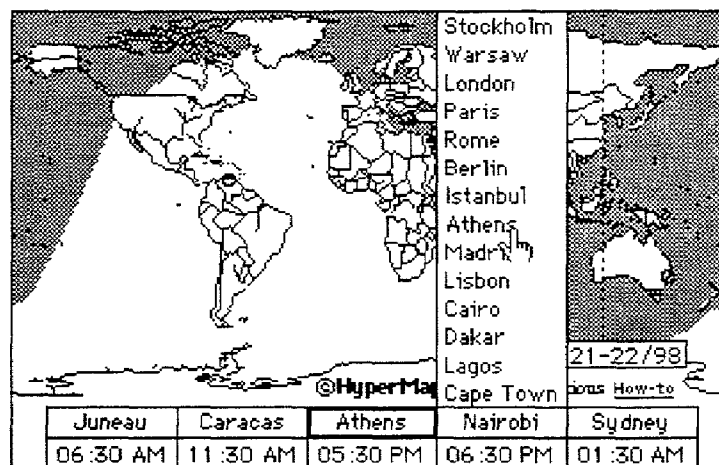 Stockholm
Warsaw
London
Paris
Rome
Berlin
Istanbul
Athens
Lisbon
Cairo
Dakar
Lagos
Cape Town
21-22/98
©HyperMap
How-to
Juneau Caracas Athens Nairobi Sydney
06:30 AM 11:30 AM 05:30 PM 06:30 PM 01:30 AM